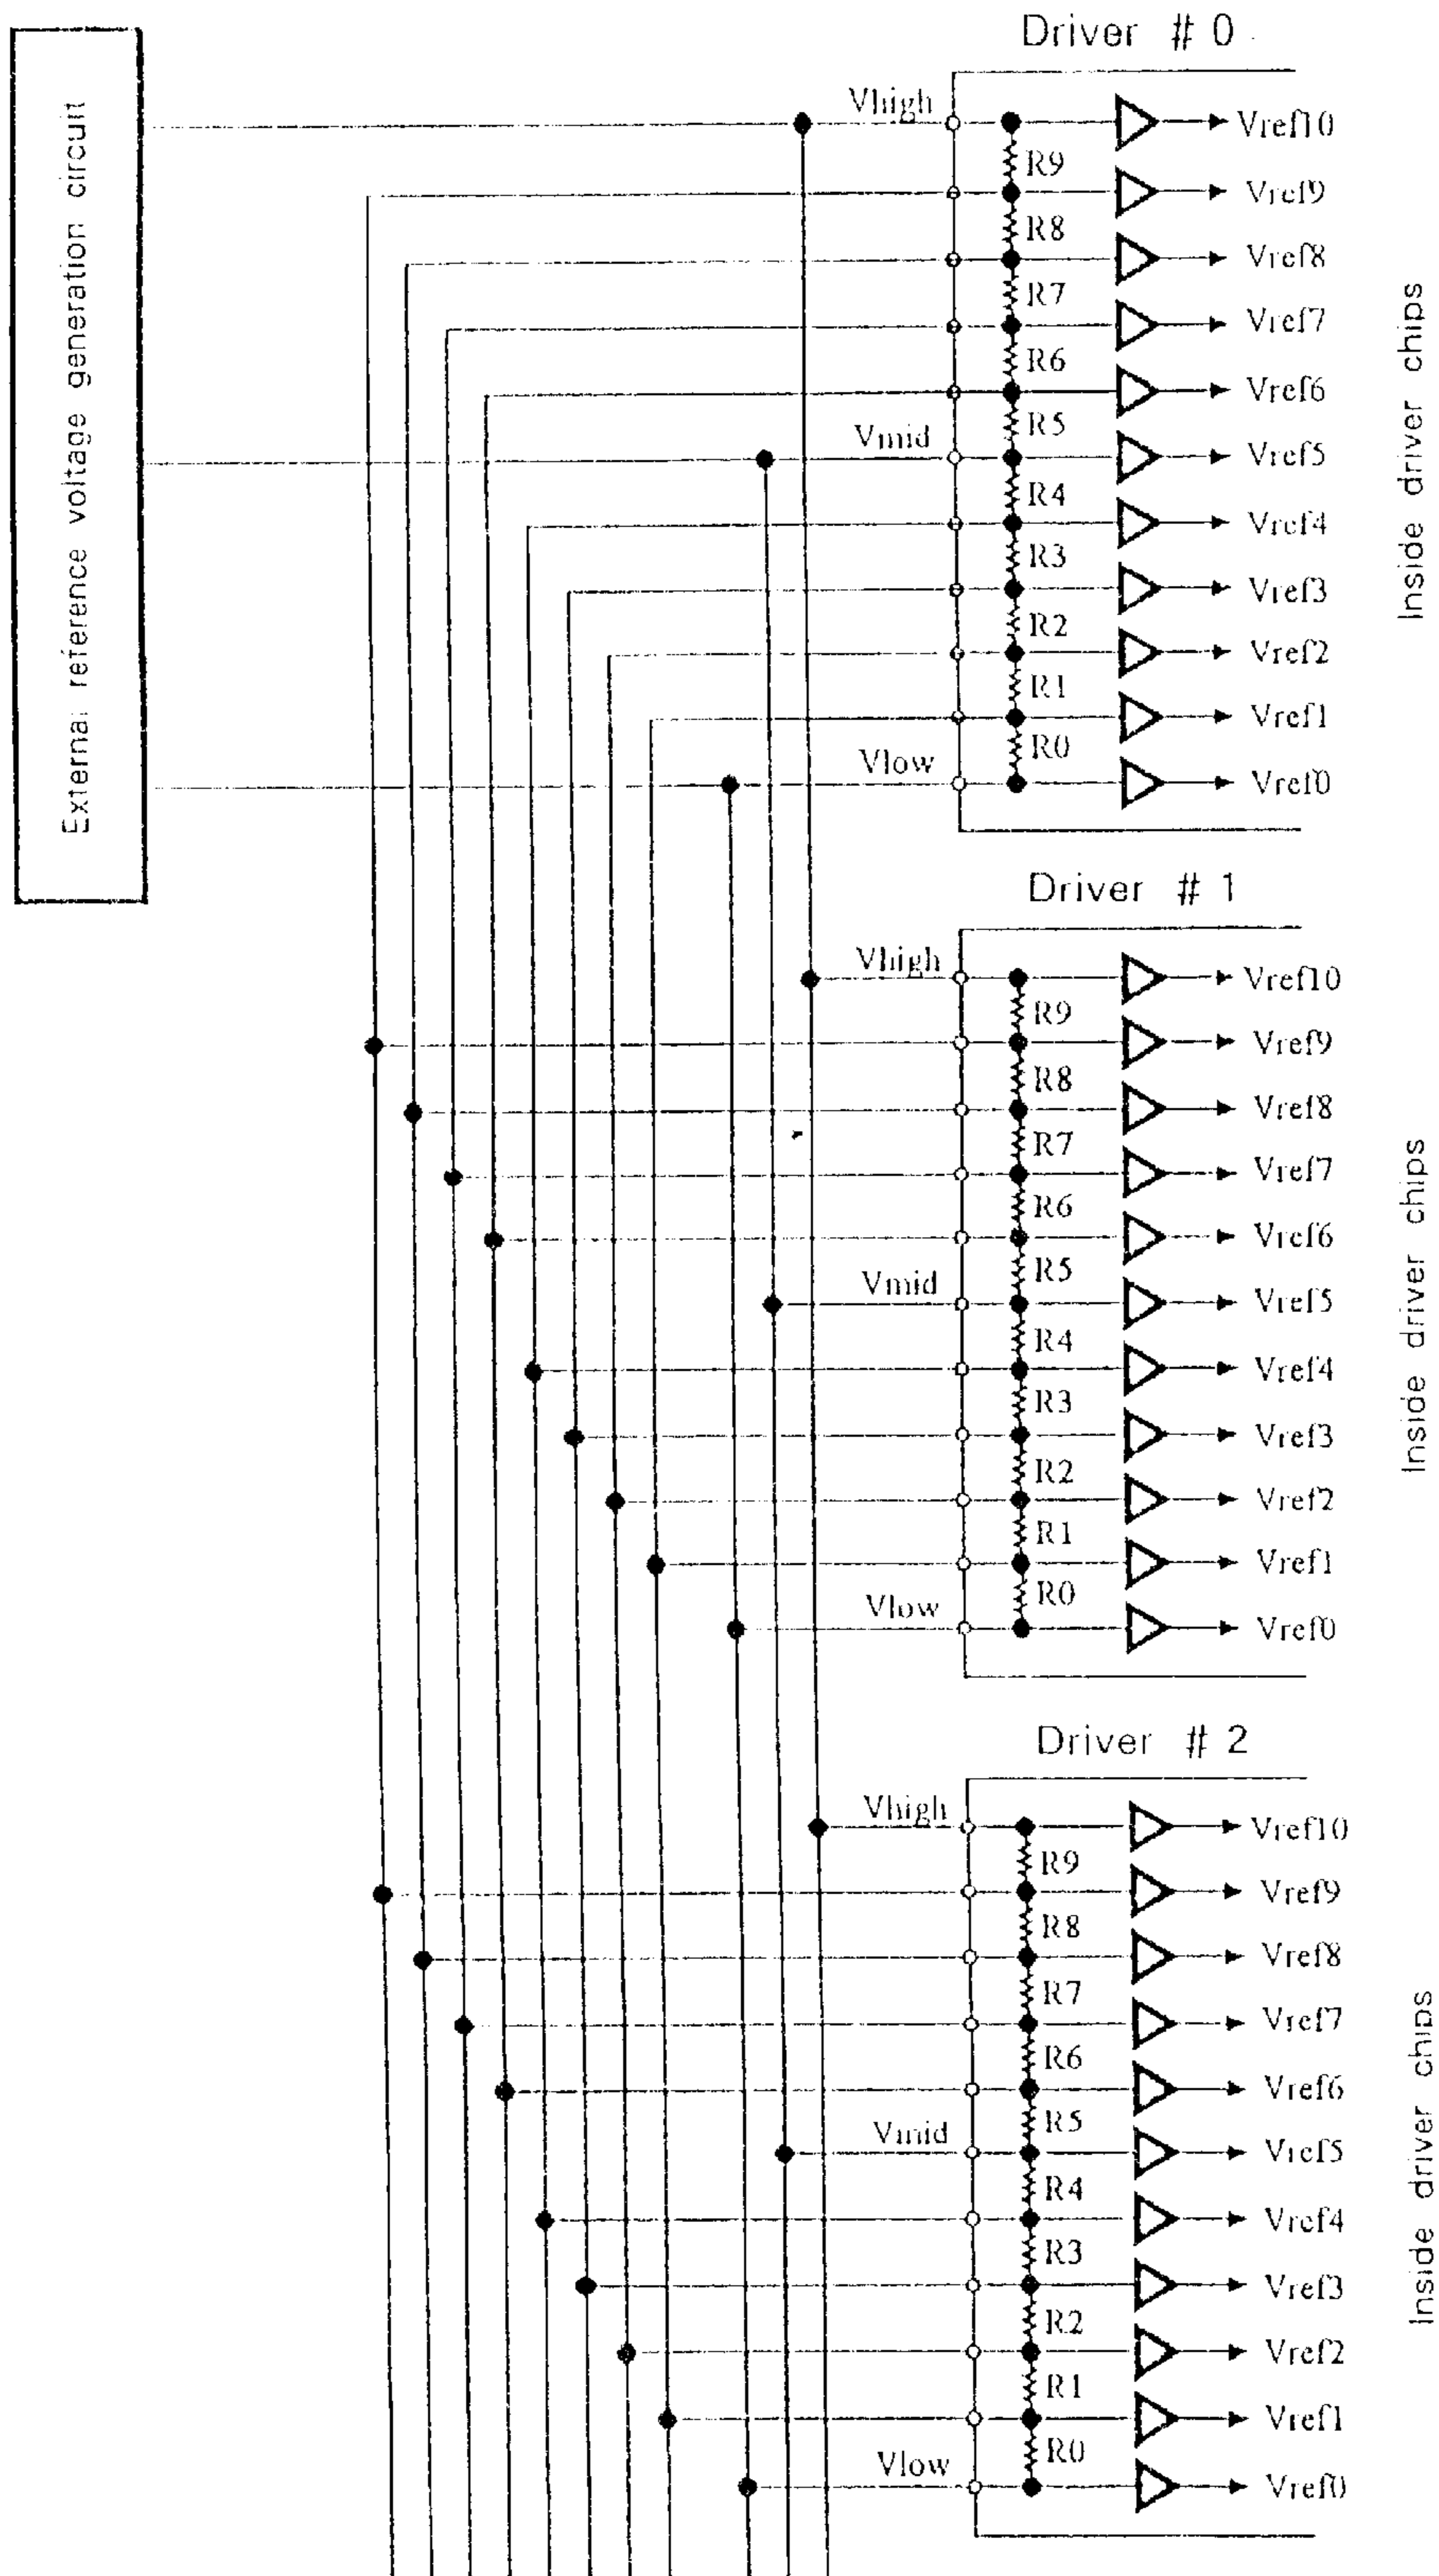 External reference voltage generation circuit
Driver # 0
Vhigh
Vref10
R9
Vref9
R8
Vref8
R7
Vref7
R6
Vref6
R5
Vmid
Vref5
R4
Vref4
R3
Vref3
R2
Vref2
R1
Vref1
R0
Vlow
Vref0
Inside driver chips
Driver # 1
Vhigh
Vref10
R9
Vref9
R8
Vref8
R7
Vref7
R6
Vref6
R5
Vmid
Vref5
R4
Vref4
R3
Vref3
R2
Vref2
R1
Vref1
R0
Vlow
Vref0
Inside driver chips
Driver # 2
Vhigh
Vref10
R9
Vref9
R8
Vref8
R7
Vref7
R6
Vref6
R5
Vmid
Vref5
R4
Vref4
R3
Vref3
R2
Vref2
R1
Vref1
R0
Vlow
Vref0
Inside driver chips